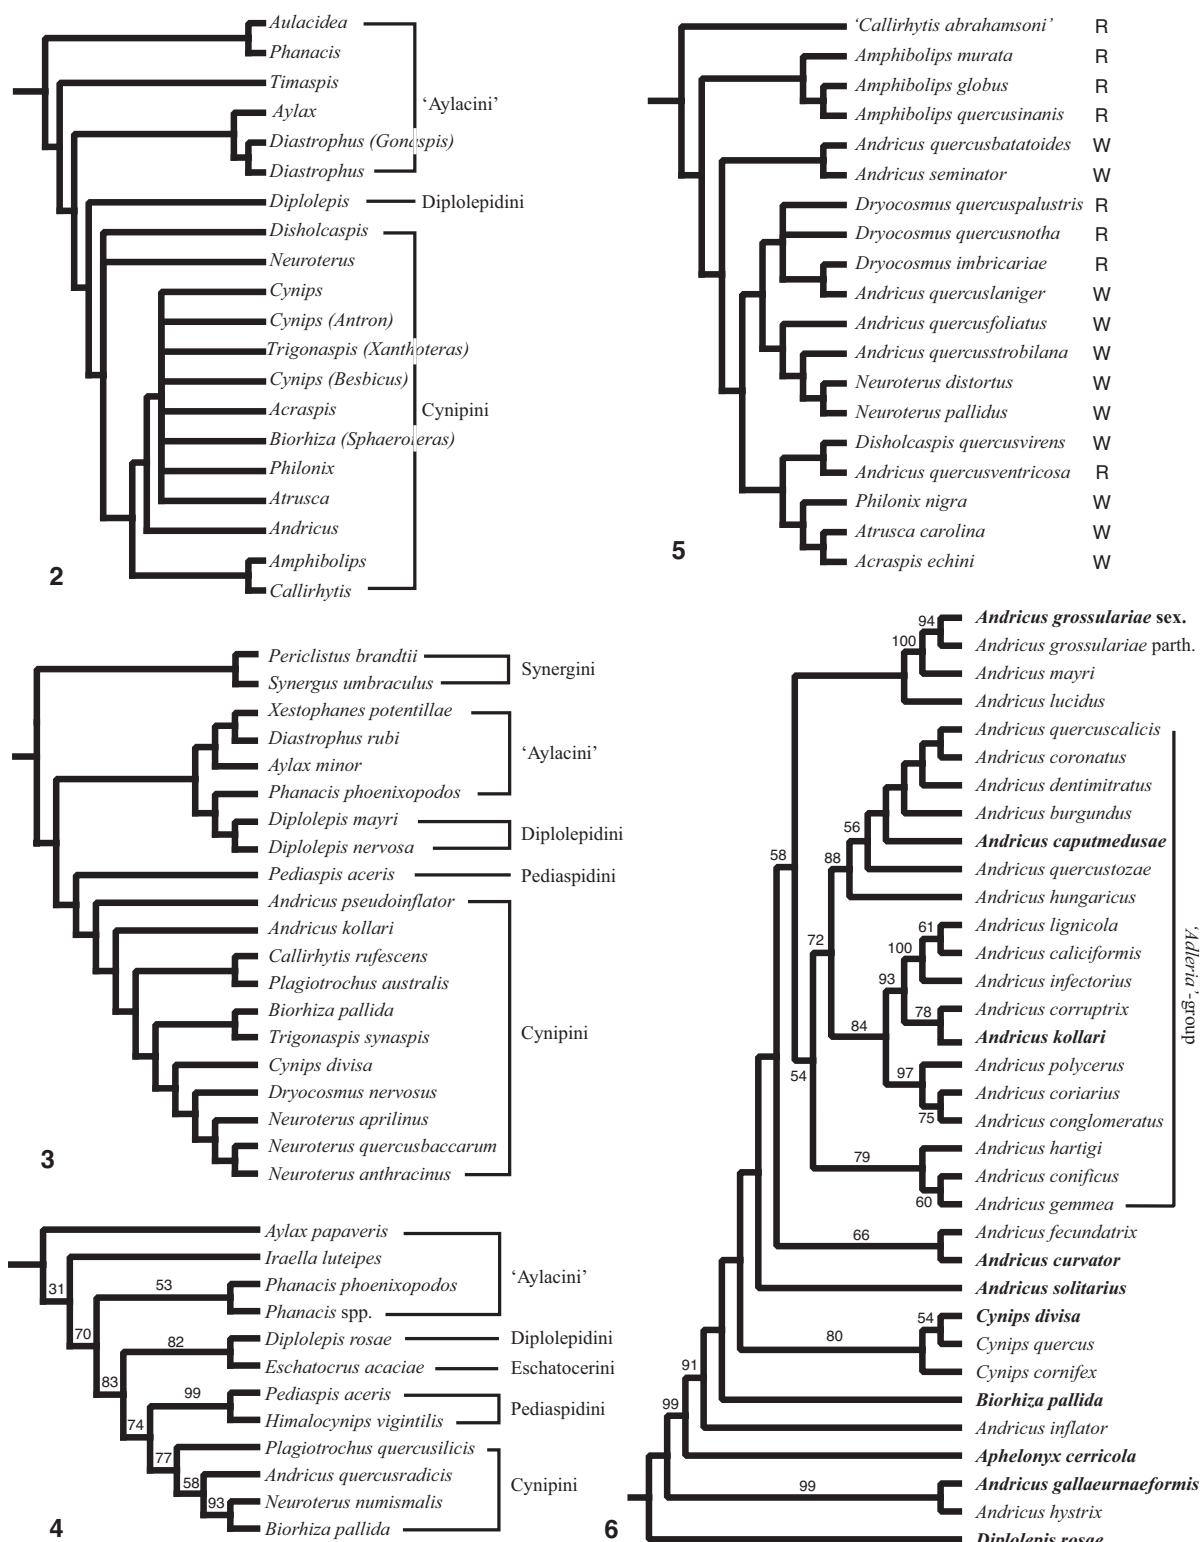 Aulacidea
Phanacis
Timaspis
Aylax
Diastrophus (Gonaspis)
Diastrophus
'Aylacini'
Diplolepis
Diplolepidini
Disholcaspis
Neuroterus
Cynips
Cynips (Antron)
Trigonaspis (Xanthoteras)
Cynips (Besbicus)
Acraspis
Biorhiza (Sphaeroteras)
Philonix
Atrusca
Andricus
Amphibolips
Callirhytis
Cynipini
2
Periclistus brandtii
Synergus umbraculus
Synergini
Xestophanes potentillae
Diastrophus rubi
Aylax minor
Phanacis phoenixopodos
'Aylacini'
Diplolepis mayri
Diplolepis nervosa
Diplolepidini
Pediaspis aceris
Pediaspidini
Andricus pseudoinflator
Andricus kollari
Callirhytis rufescens
Plagiotrochus australis
Biorhiza pallida
Trigonaspis synaspis
Cynips divisa
Dryocosmus nervosus
Neuroterus aprilinus
Neuroterus quercusbaccarum
Neuroterus anthracinus
Cynipini
3
Aylax papaveris
Iraella luteipes
31
53
Phanacis phoenixopodos
Phanacis spp.
'Aylacini'
70
82
Diplolepis rosae
Diplolepidini
Eschatocrus acaciae
Eschatocerini
83
99
Pediaspis aceris
Himalocynips vigintilis
Pediaspidini
74
Plagiotrochus quercusilicis
77
Andricus quercusradicis
58
Neuroterus numismalis
93
Biorhiza pallida
Cynipini
4
'Callirhytis abrahamsoni' R
Amphibolips murata R
Amphibolips globus R
Amphibolips quercusinanis R
Andricus quercusbatatoides W
Andricus seminator W
Dryocosmus quercuspalustris R
Dryocosmus quercusnotha R
Dryocosmus imbricariae R
Andricus quercuslaniger W
Andricus quercusfoliatus W
Andricus quercusstrobilana W
Neuroterus distortus W
Neuroterus pallidus W
Disholcaspis quercusvirens W
Andricus quercusventricosa R
Philonix nigra W
Atrusca carolina W
Acraspis echini W
5
94 Andricus grossulariae sex.
100 Andricus grossulariae parth.
Andricus mayri
Andricus lucidus
Andricus quercuscalicis
Andricus coronatus
Andricus dentimitratus
Andricus burgundus
56 Andricus caputmedusae
58
88 Andricus quercustozae
Andricus hungaricus
61 Andricus lignicola
72
100 Andricus caliciformis
93 Andricus infectorius
78 Andricus corruptrix
84 Andricus kollari
97 Andricus polycerus
54
Andricus coriarius
75 Andricus conglomeratus
79 Andricus hartigi
Andricus conificus
60 Andricus gemmea
'Adleria'-group
66 Andricus fecundatrix
Andricus curvator
Andricus solitarius
54 Cynips divisa
80 Cynips quercus
Cynips cornifex
91
Biorhiza pallida
99 Andricus inflator
Aphelonyx cerricola
99 Andricus gallaeurnaeformis
Andricus hystrix
6
Diplolepis rosae